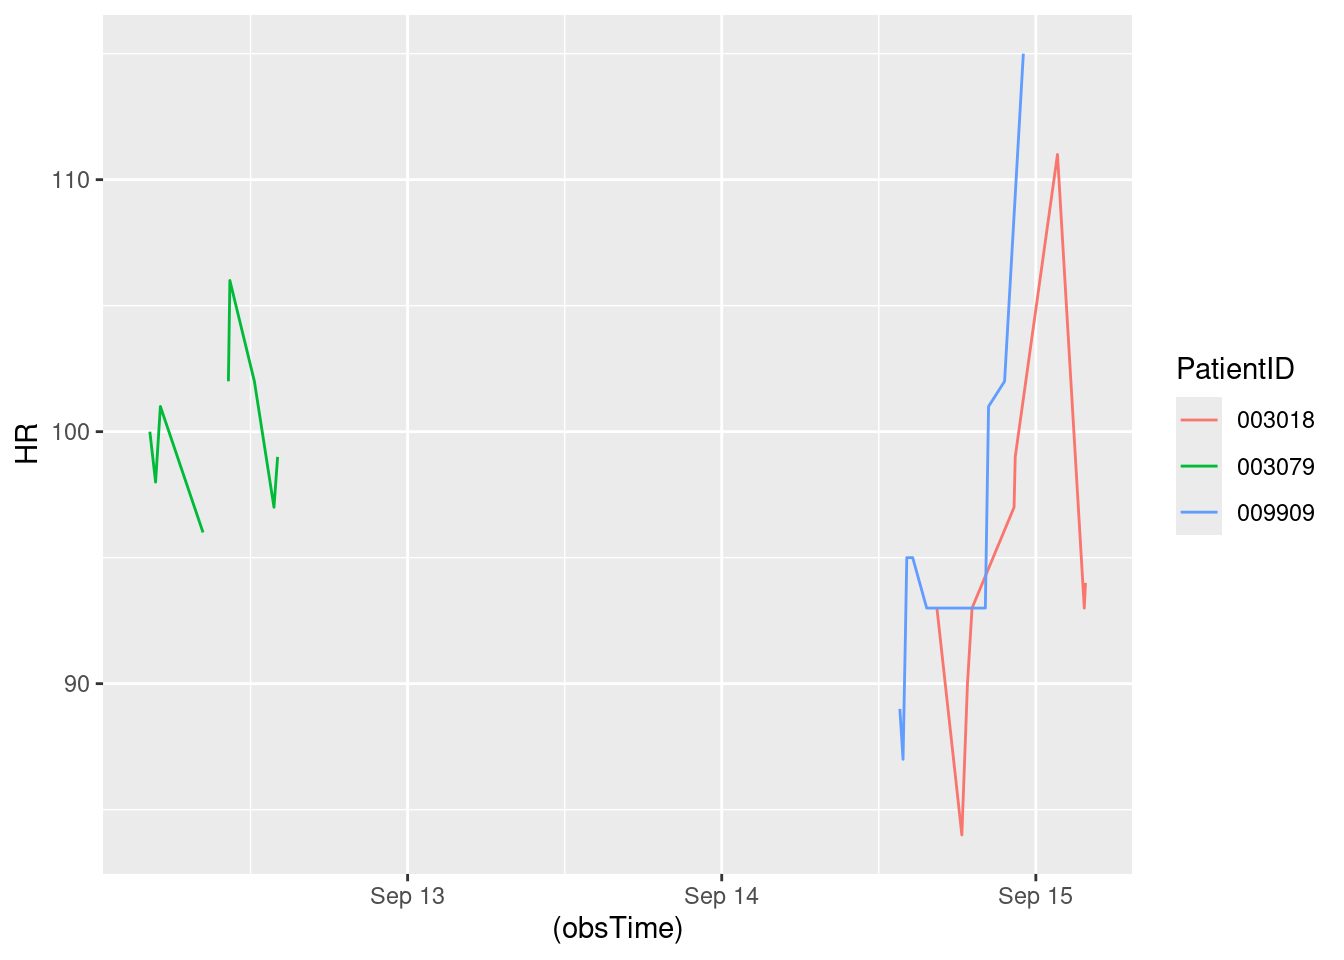 110
100
90
HR
Sep 13
Sep 14
Sep 15
(obsTime)
PatientID
003018
003079
009909